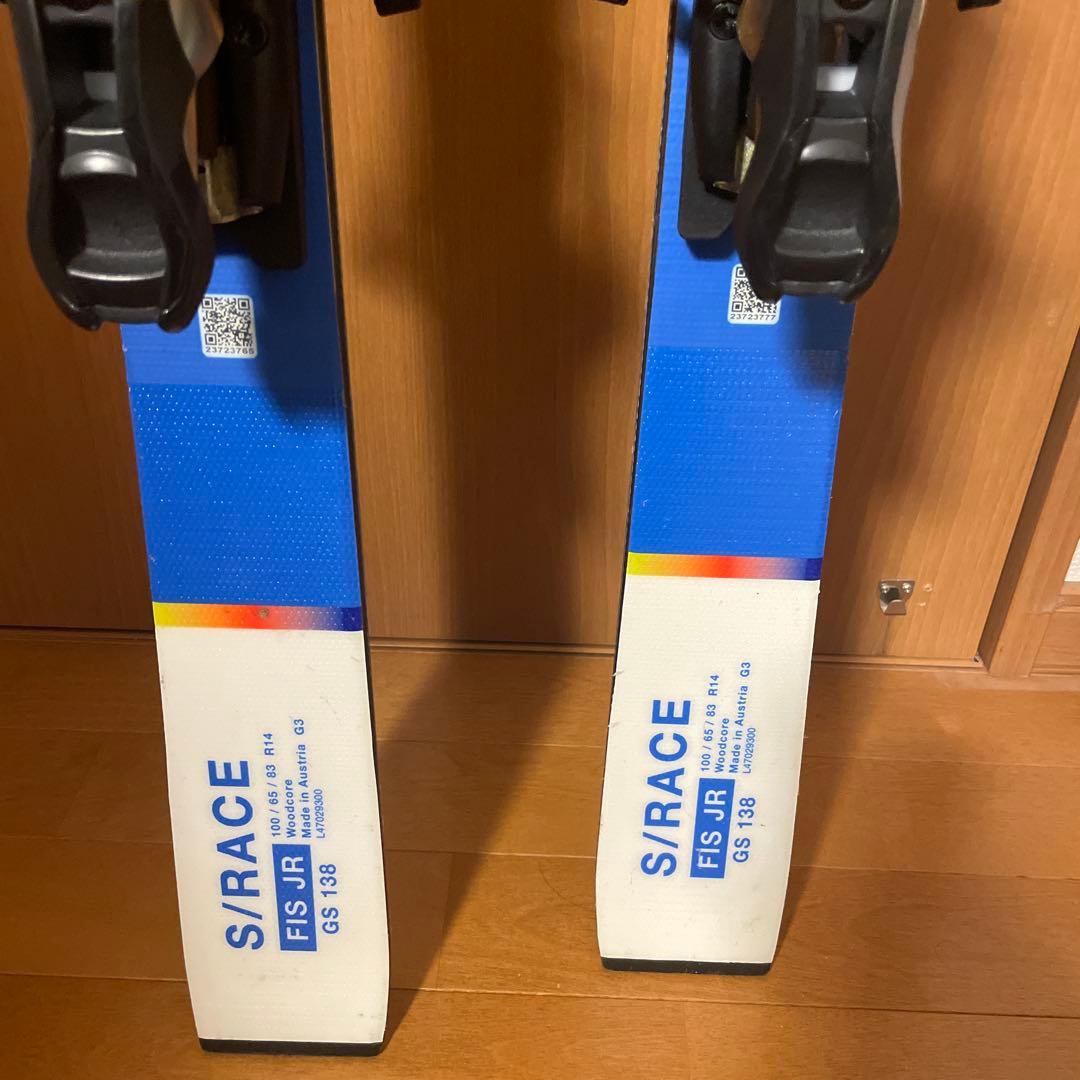 23723765
S/RACE
FIS JR
100 / 65 / 83 R14
Woodcore
Made in Austria G3
L47029300
GS 138
23723777
S/RACE
FIS JR
100 / 65 / 83 R14
Woodcore
Made in Austria G3
L47029300
GS 138